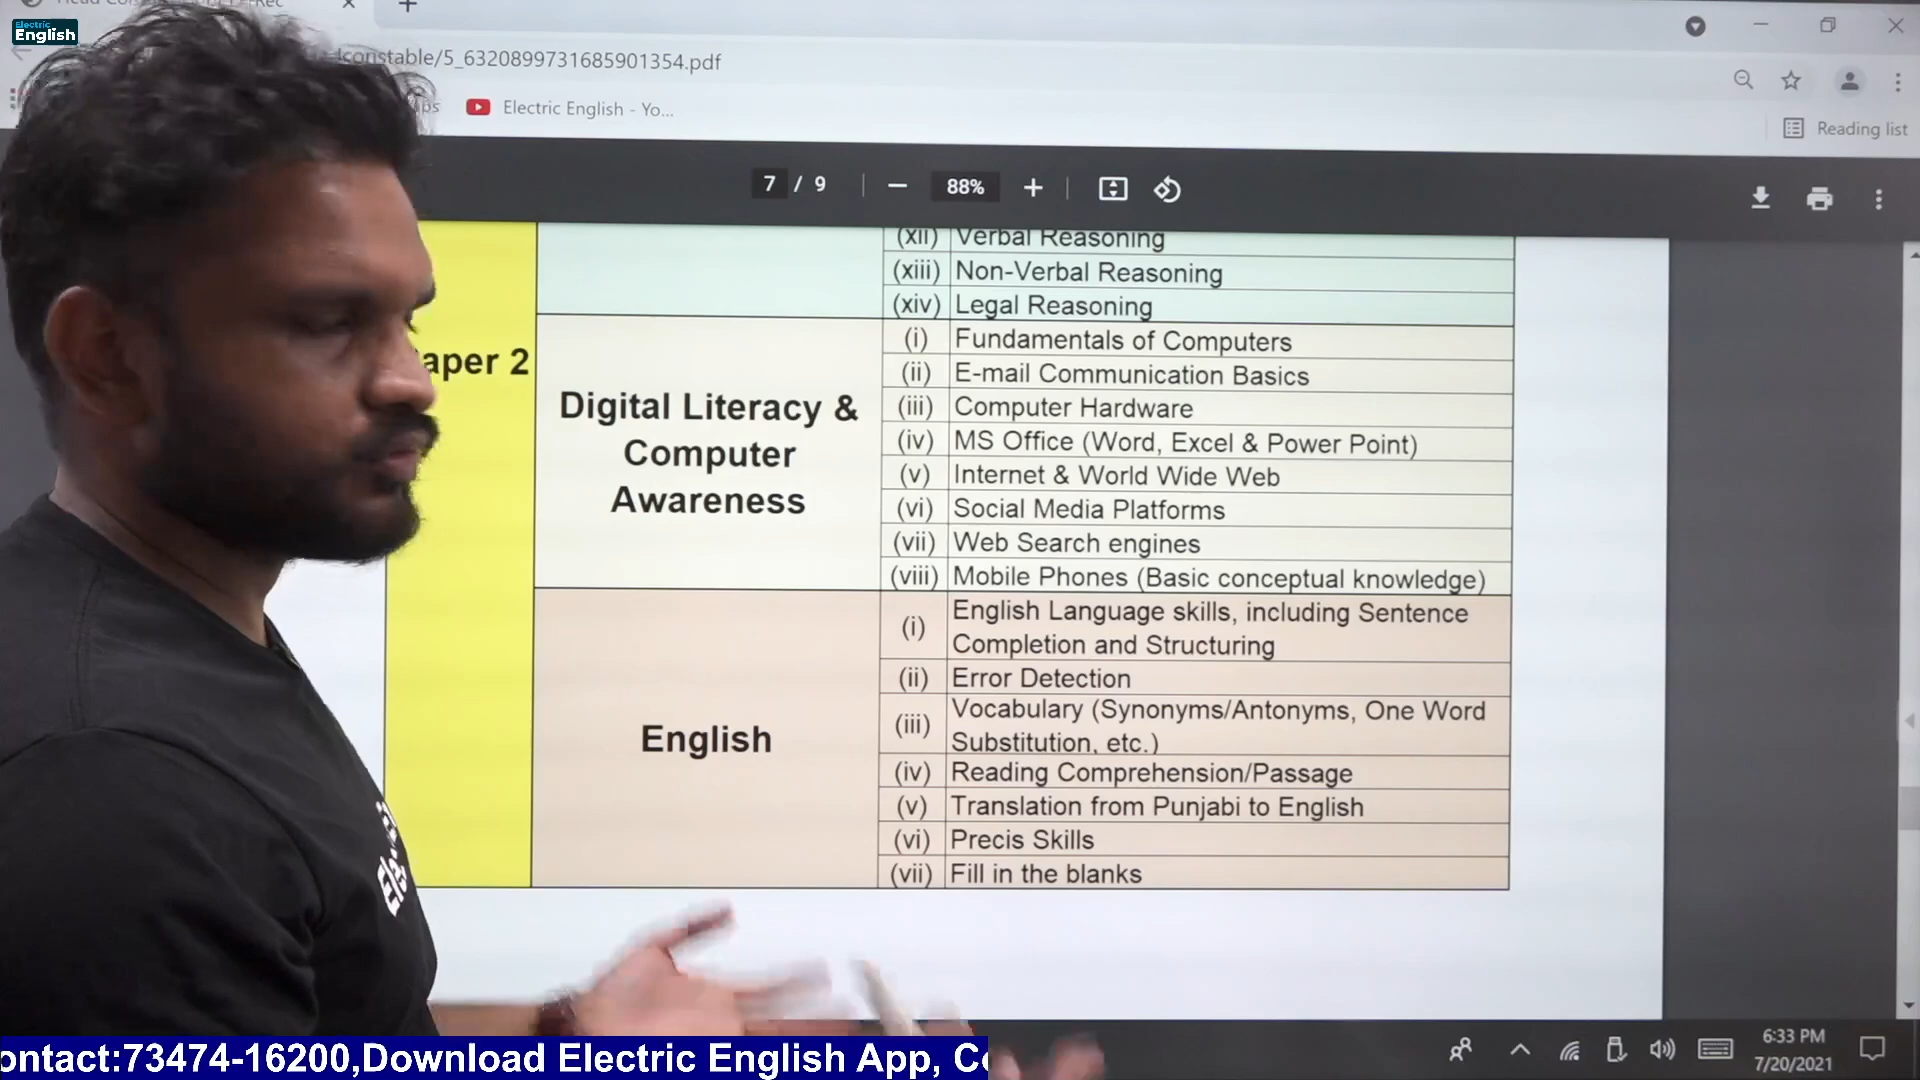 Electric
English
constable/5_6320899731685901354.pdf
Electric English - Yo...
Reading list
7 / 9
88%
(xii) Verbal Reasoning
(xiii) Non-Verbal Reasoning
(xiv) Legal Reasoning
aper 2
Digital Literacy &
Computer
Awareness
(i) Fundamentals of Computers
(ii) E-mail Communication Basics
(iii) Computer Hardware
(iv) MS Office (Word, Excel & Power Point)
(v) Internet & World Wide Web
(vi) Social Media Platforms
(vii) Web Search engines
(viii) Mobile Phones (Basic conceptual knowledge)
English
(i) English Language skills, including Sentence
Completion and Structuring
(ii) Error Detection
(iii) Vocabulary (Synonyms/Antonyms, One Word
Substitution, etc.)
(iv) Reading Comprehension/Passage
(v) Translation from Punjabi to English
(vi) Precis Skills
(vii) Fill in the blanks
Ele
ontact:73474-16200,Download Electric English App, Co
6:33 PM
7/20/2021